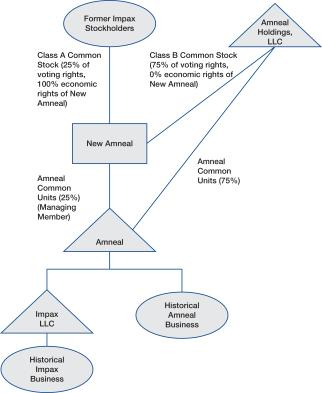 Former Impax
Stockholders
Amneal
Holdings,
LLC
Class A Common
Stock (25% of
voting rights,
100% economic
rights of New
Amneal)
Class B Common Stock
(75% of voting rights,
0% economic rights of
New Amneal)
New Amneal
Amneal
Common
Units (25%)
(Managing
Member)
Amneal
Common
Units (75%)
Amneal
Impax
LLC
Historical
Amneal
Business
Historical
Impax
Business